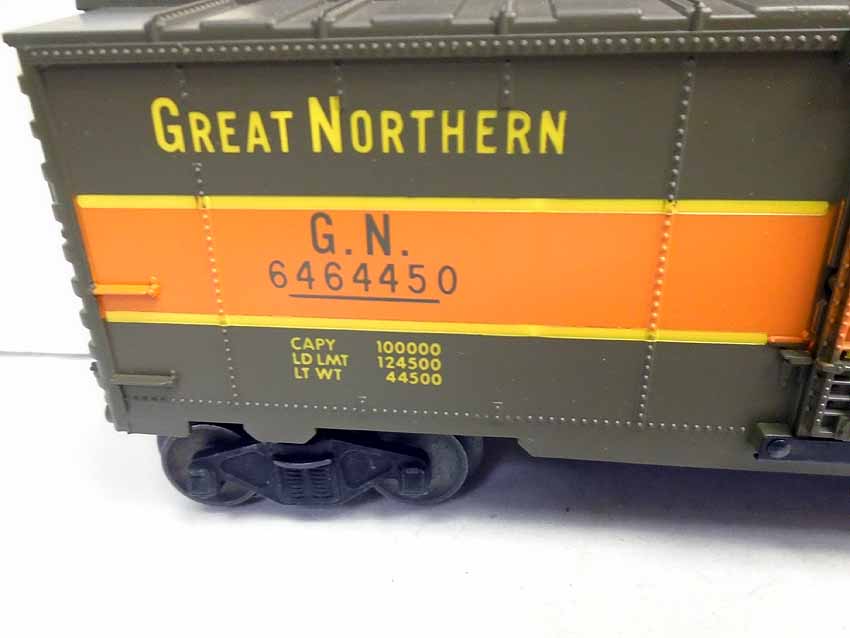 GREAT NORTHERN
G.N.
6464450
CAPY 100000
LD LMT 124500
LT WT 44500